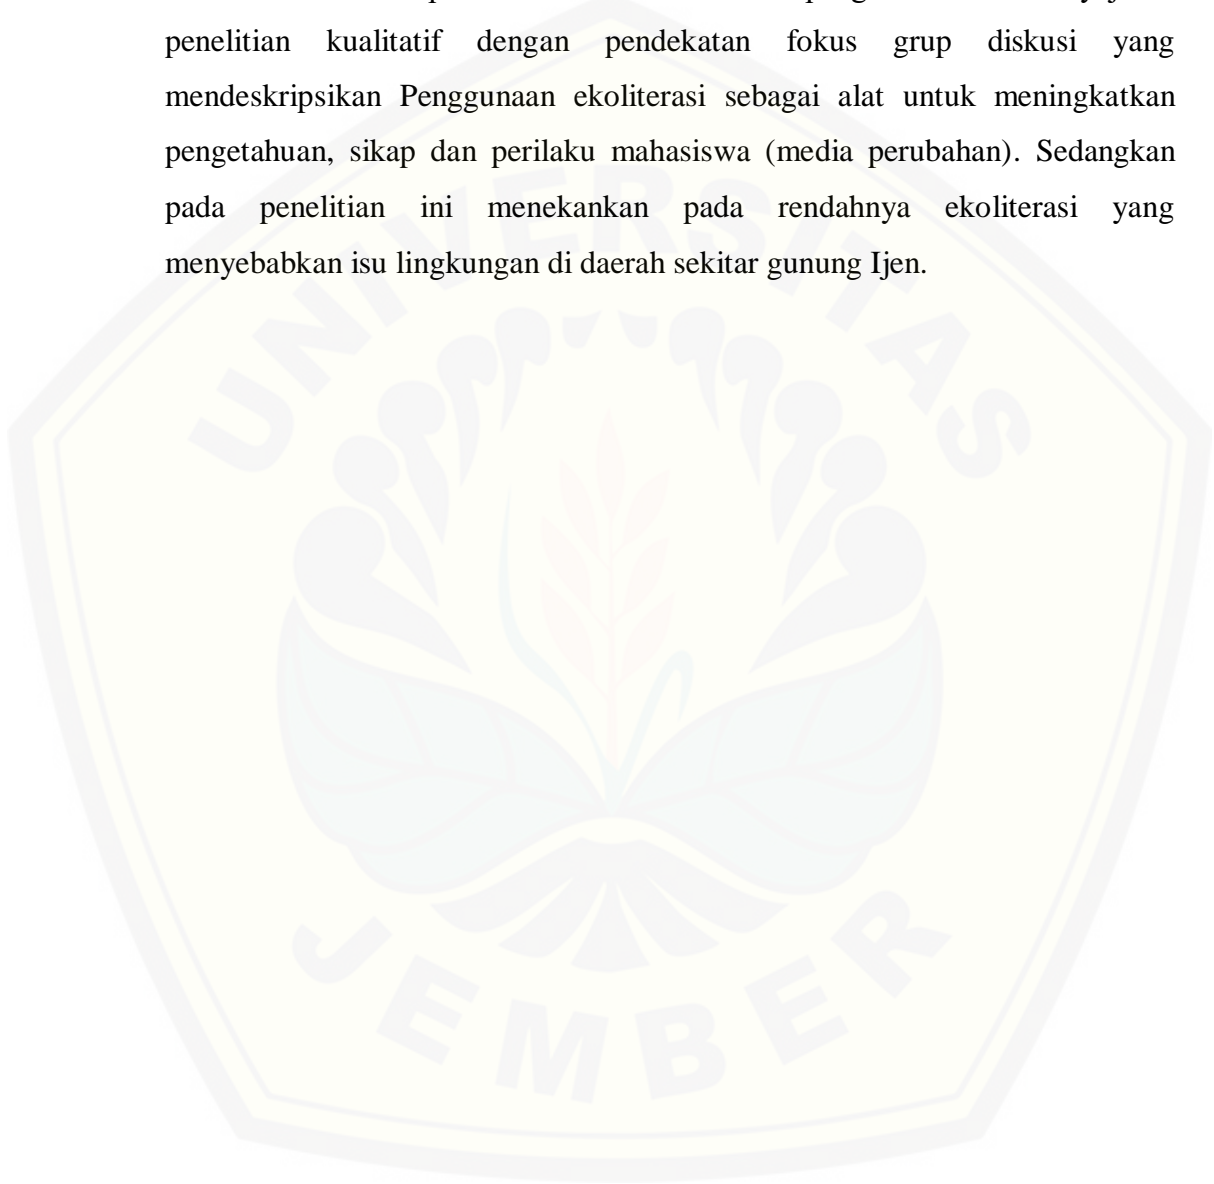 penelitian kualitatif dengan pendekatan fokus grup diskusi yang
mendeskripsikan Penggunaan ekoliterasi sebagai alat untuk meningkatkan
pengetahuan, sikap dan perilaku mahasiswa (media perubahan). Sedangkan
pada penelitian ini menekankan pada rendahnya ekoliterasi yang
menyebabkan isu lingkungan di daerah sekitar gunung Ijen.
UNIVERSITAS
JEMBER